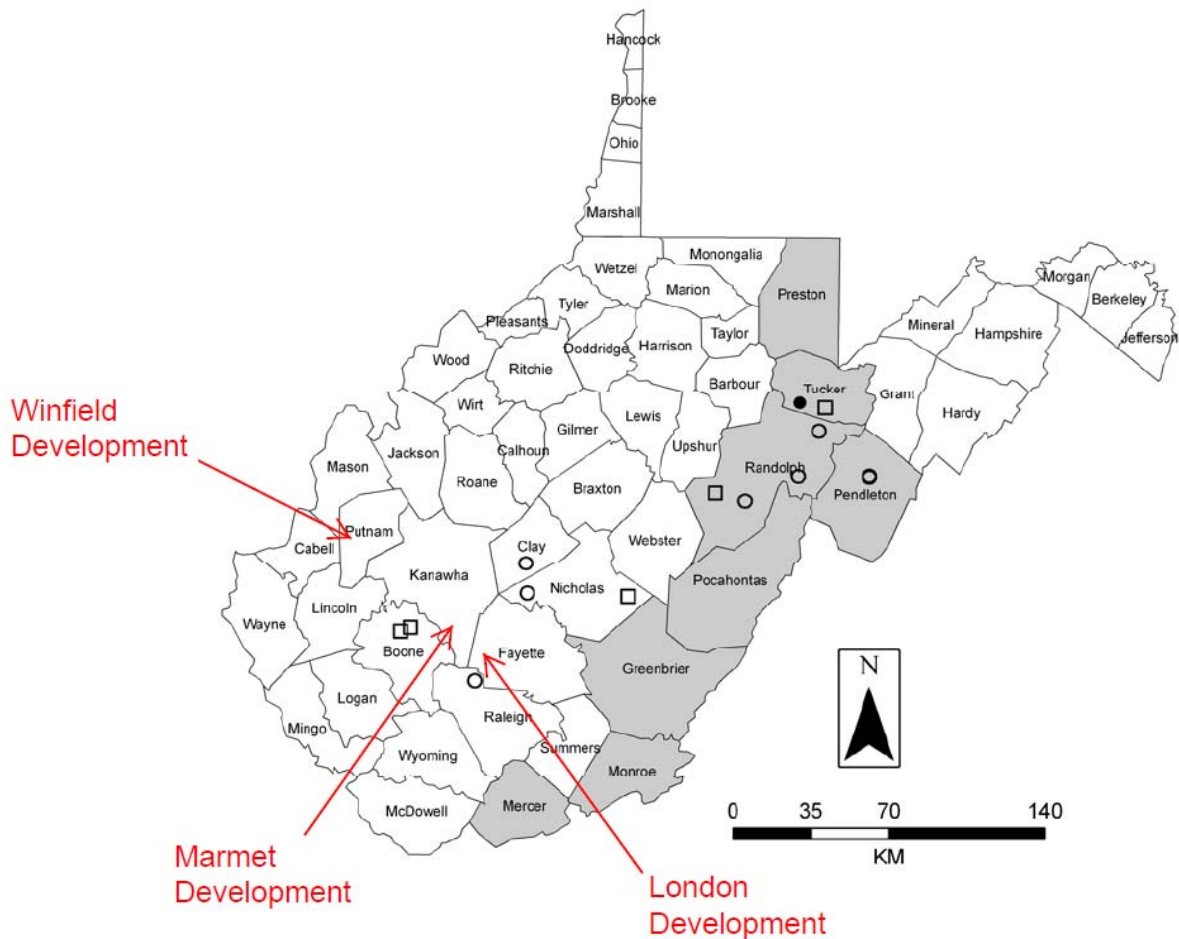 Hancock
Brooke
Ohio
Marshall
Wetzel
Monongalia
Marion
Preston
Tyler
Pleasants
Doddridge
Harrison
Taylor
Wood
Ritchie
Barbour
Tucker
Mineral
Morgan
Berkeley
Jefferson
Hampshire
Grant
Hardy
Wirt
Calhoun
Gilmer
Lewis
Upshur
Randolph
Pendleton
Winfield
Development
Mason
Jackson
Roane
Braxton
Webster
Putnam
Cabell
Clay
Kanawha
Nicholas
Pocahontas
Wayne
Lincoln
Boone
Fayette
Greenbrier
Logan
Mingo
Raleigh
Wyoming
Summers
Monroe
McDowell
Mercer
N
0 35 70 140
KM
Marmet
Development
London
Development